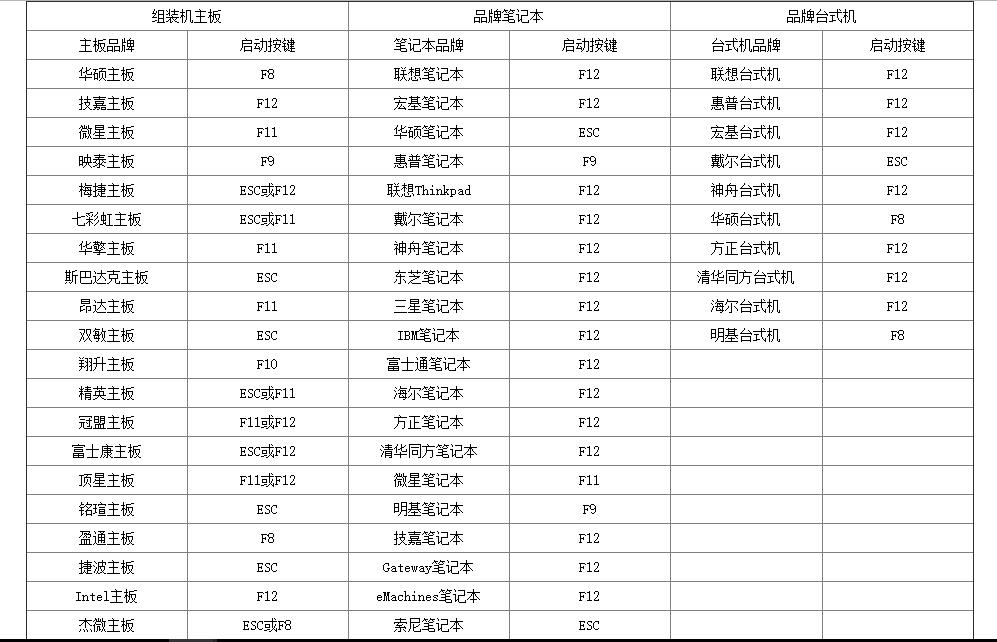 组装机主板 品牌笔记本 品牌台式机
主板品牌 启动按键 笔记本品牌 启动按键 台式机品牌 启动按键
华硕主板 F8 联想笔记本 F12 联想台式机 F12
技嘉主板 F12 宏基笔记本 F12 惠普台式机 F12
微星主板 F11 华硕笔记本 ESC 宏基台式机 F12
映泰主板 F9 惠普笔记本 F9 戴尔台式机 ESC
梅捷主板 ESC或F12 联想Thinkpad F12 神舟台式机 F12
七彩虹主板 ESC或F11 戴尔笔记本 F12 华硕台式机 F8
华擎主板 F11 神舟笔记本 F12 方正台式机 F12
斯巴达克主板 ESC 东芝笔记本 F12 清华同方台式机 F12
昂达主板 F11 三星笔记本 F12 海尔台式机 F12
双敏主板 ESC IBM笔记本 F12 明基台式机 F8
翔升主板 F10 富士通笔记本 F12
精英主板 ESC或F11 海尔笔记本 F12
冠盟主板 F11或F12 方正笔记本 F12
富士康主板 ESC或F12 清华同方笔记本 F12
顶星主板 F11或F12 微星笔记本 F11
铭瑄主板 ESC 明基笔记本 F9
盈通主板 F8 技嘉笔记本 F12
捷波主板 ESC Gateway笔记本 F12
Intel主板 F12 eMachines笔记本 F12
杰微主板 ESC或F8 索尼笔记本 ESC